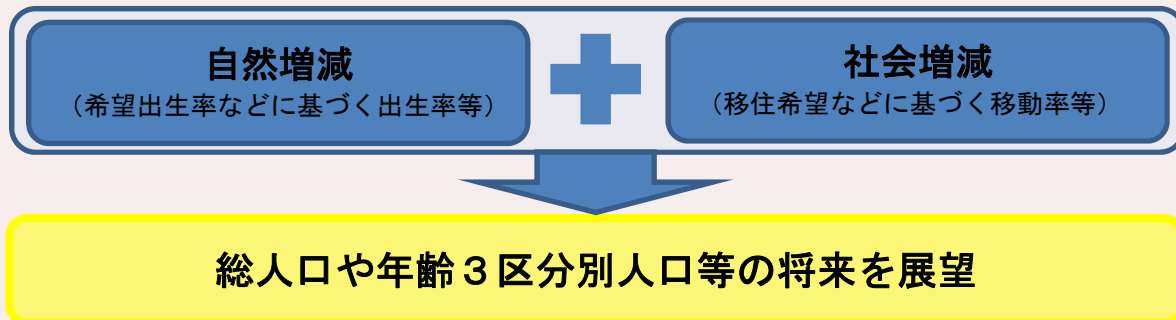 自然増減
（希望出生率などに基づく出生率等）
社会増減
（移住希望などに基づく移動率等）
総人口や年齢３区分別人口等の将来を展望